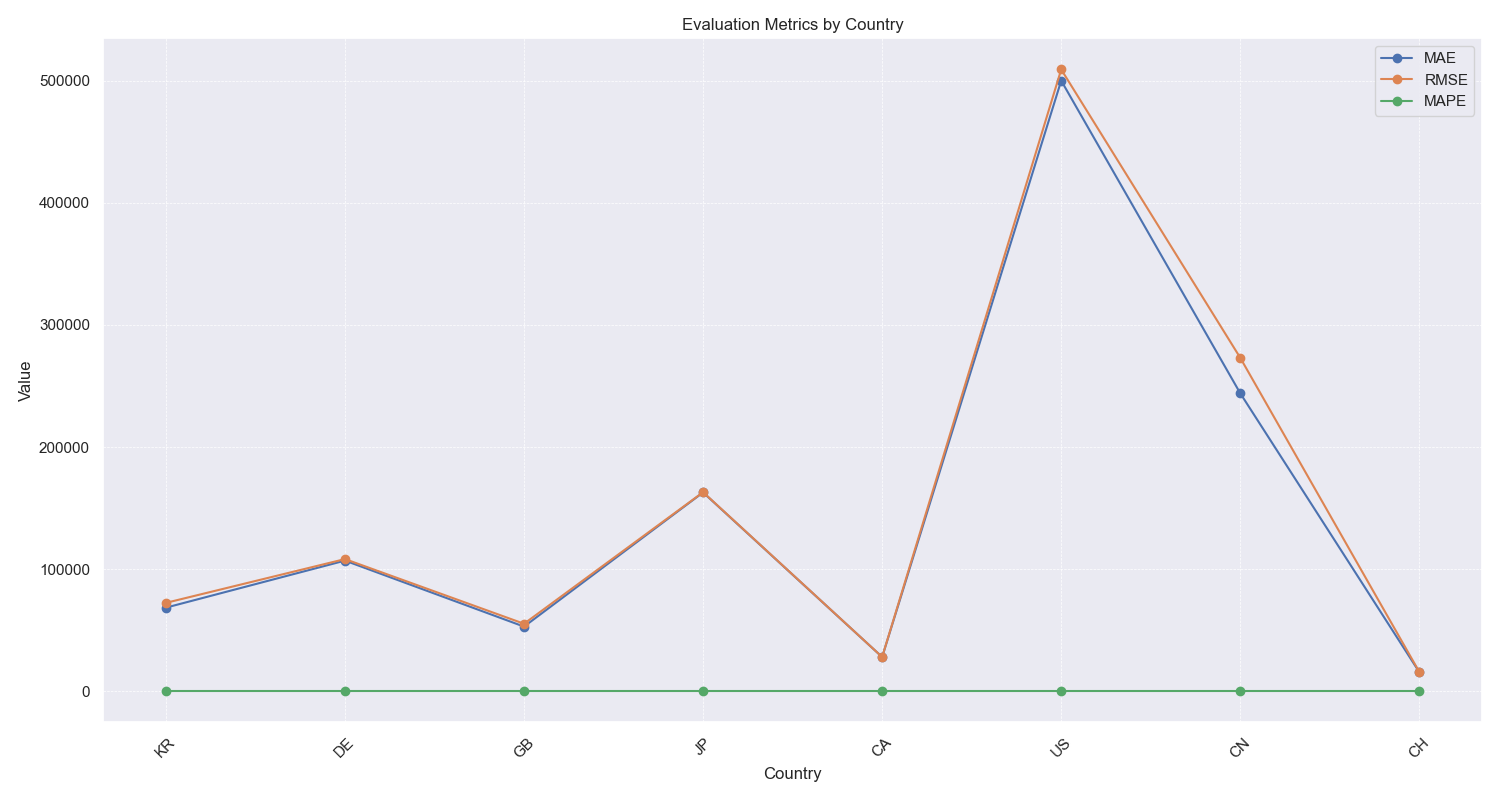 Evaluation Metrics by Country
MAE
RMSE
MAPE
500000
400000
300000
200000
100000
0
Value
KR
DE
GB
JP
CA
US
CN
CH
Country